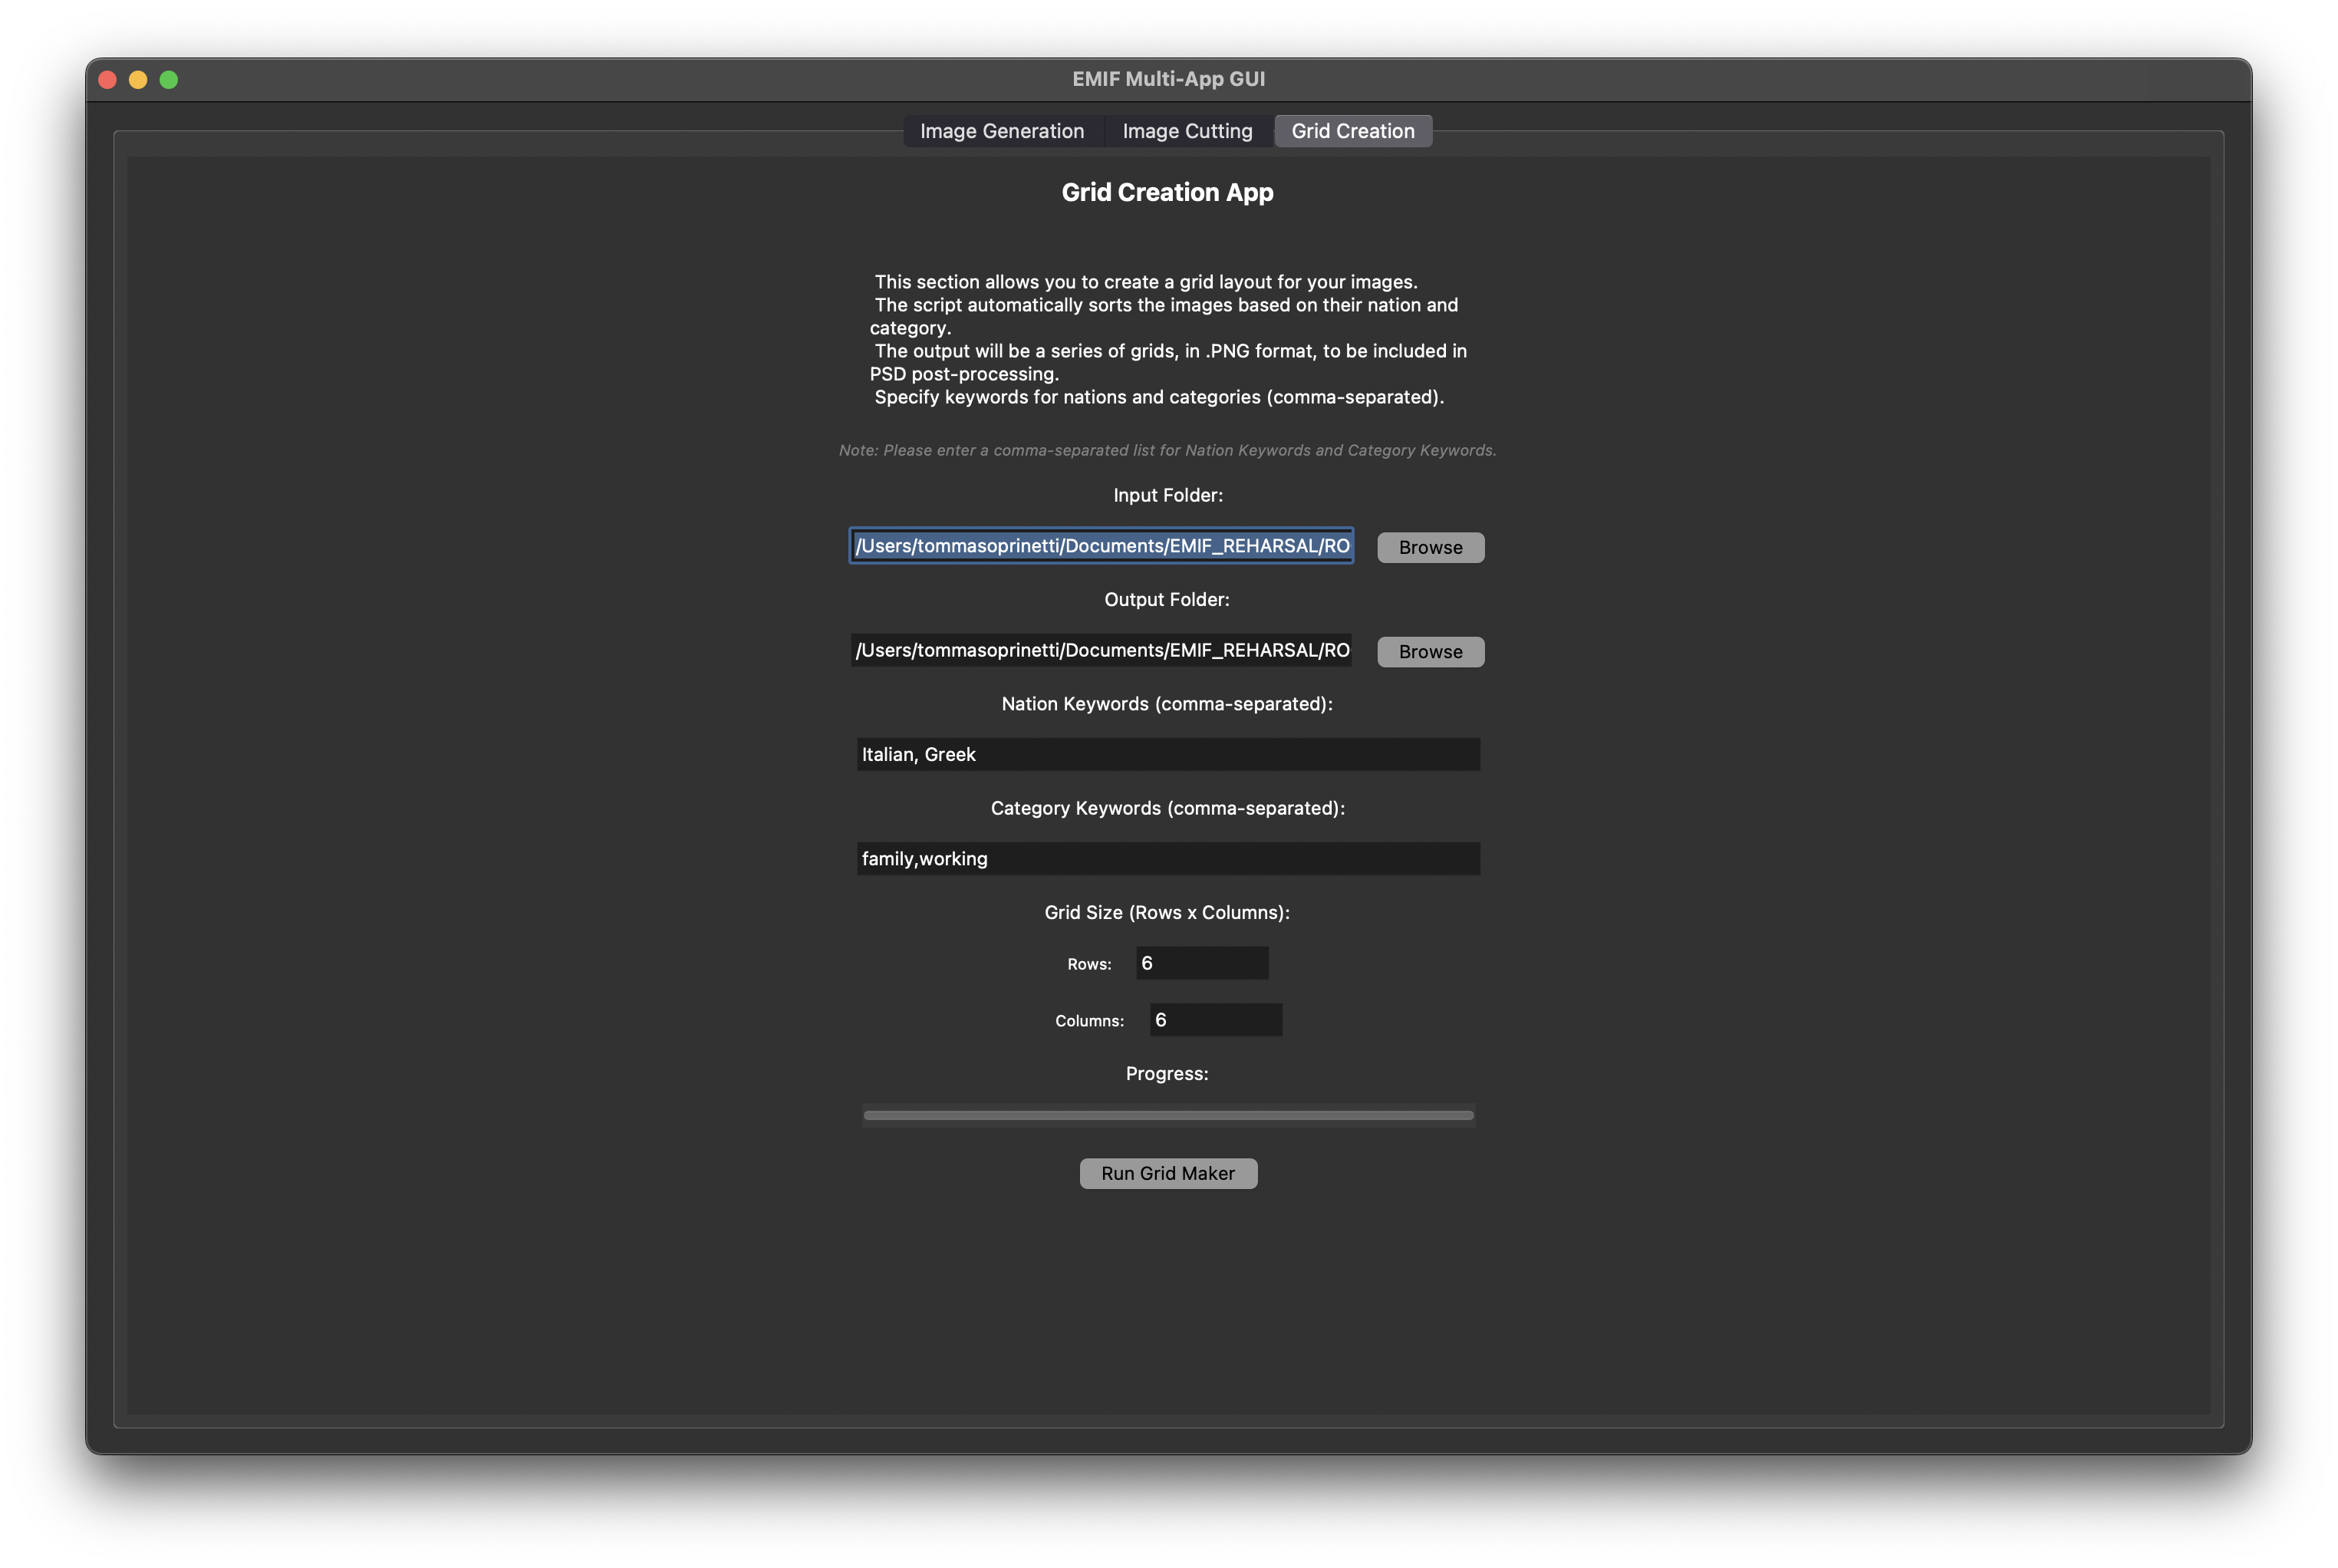 EMIF Multi-App GUI
Image Generation
Image Cutting
Grid Creation
Grid Creation App
This section allows you to create a grid layout for your images.
The script automatically sorts the images based on their nation and
category.
The output will be a series of grids, in .PNG format, to be included in
PSD post-processing.
Specify keywords for nations and categories (comma-separated).
Note: Please enter a comma-separated list for Nation Keywords and Category Keywords.
Input Folder:
/Users/tommasoprinetti/Documents/EMIF_REHARSAL/RO
Browse
Output Folder:
/Users/tommasoprinetti/Documents/EMIF_REHARSAL/RO
Browse
Nation Keywords (comma-separated):
Italian, Greek
Category Keywords (comma-separated):
family,working
Grid Size (Rows x Columns):
Rows: 6
Columns: 6
Progress:
Run Grid Maker